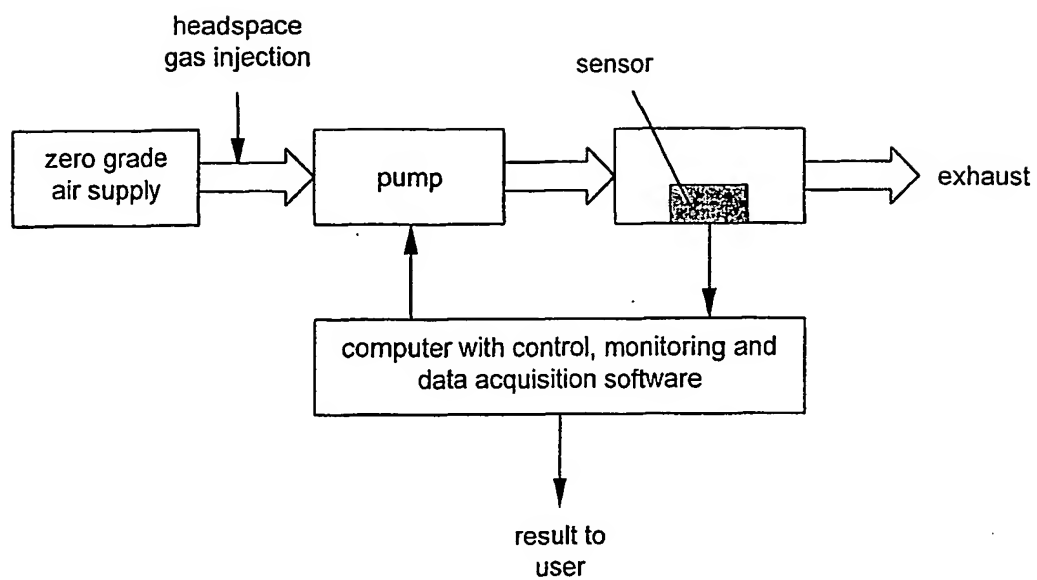 headspace
gas injection
sensor
zero grade
air supply
pump
exhaust
computer with control, monitoring and
data acquisition software
result to
user